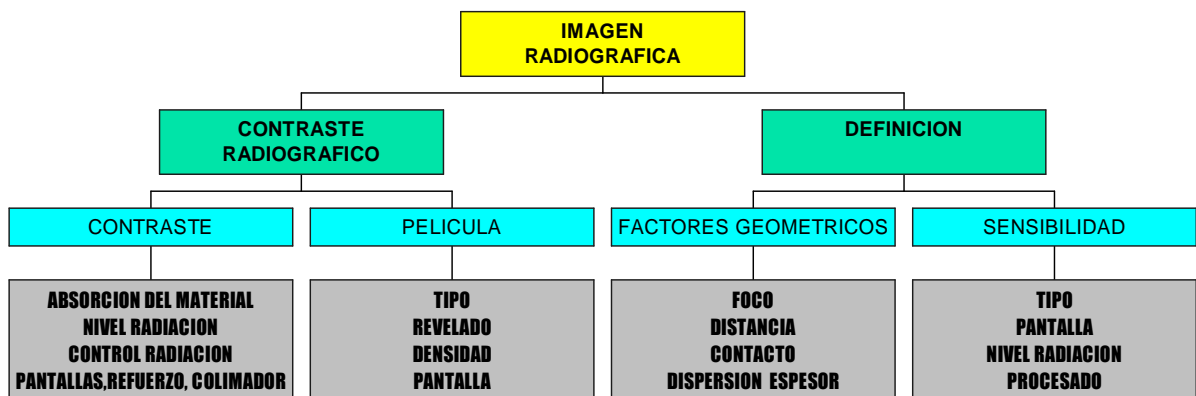 IMAGEN
RADIOGRAFICA
CONTRASTE
RADIOGRAFICO
DEFINICION
CONTRASTE
PELICULA
FACTORES GEOMETRICOS
SENSIBILIDAD
ABSORCION DEL MATERIAL
NIVEL RADIACION
CONTROL RADIACION
PANTALLAS,REFUERZO, COLIMADOR
TIPO
REVELADO
DENSIDAD
PANTALLA
FOCO
DISTANCIA
CONTACTO
DISPERSION ESPESOR
TIPO
PANTALLA
NIVEL RADIACION
PROCESADO